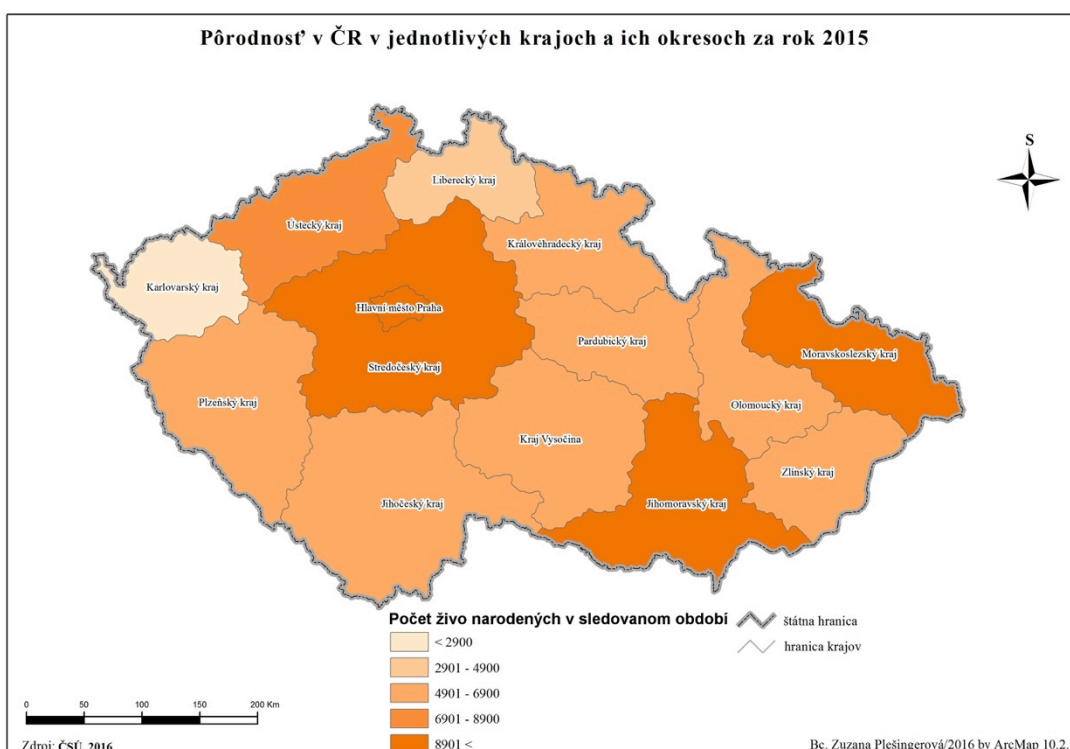 Pôrodnosť v ČR v jednotlivých krajoch a ich okresoch za rok 2015
S
Liberecký kraj
Ústecký kraj
Královéhradecký kraj
Karlovarský kraj
Hlavní město Praha
Pardubický kraj
Moravskoslezský kraj
Stredočeský kraj
Plzeňský kraj
Olomoucký kraj
Kraj Vysočina
Zlínský kraj
Jihočeský kraj
Jihomoravský kraj
Počet živo narodených v sledovanom období
< 2900
2901 - 4900
4901 - 6900
6901 - 8900
8901 <
štátna hranica
hranica krajov
0 50 100 150 200 Km
Zdroj: ČSÚ, 2016
Bc. Zuzana Plešingerová/2016 by ArcMap 10.2.